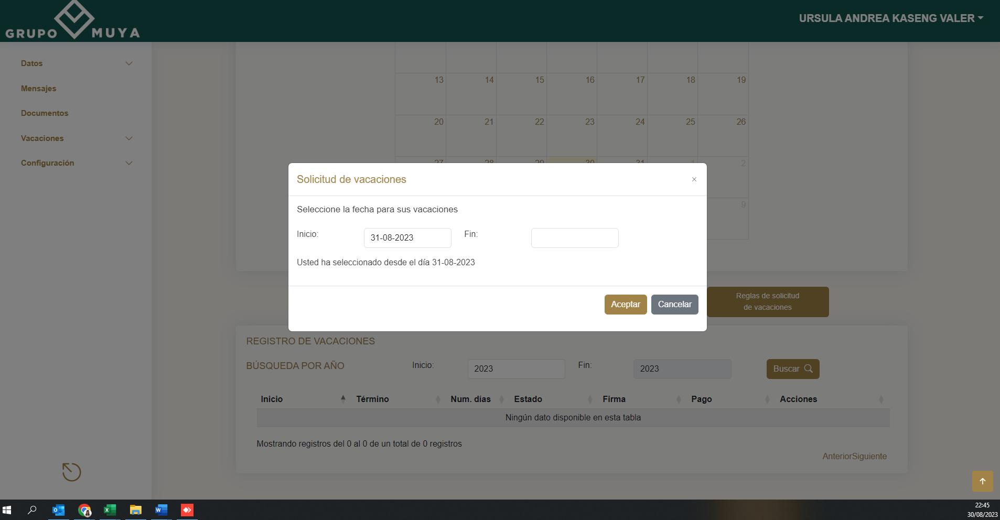 GRUPO MUYA
URSULA ANDREA KASENG VALER
Datos
Mensajes
Documentos
Vacaciones
Configuración
13 14 15 16 17 18 19
20 21 22 23 24 25 26
27 28 29 30 31 1 2
9
Solicitud de vacaciones
×
Seleccione la fecha para sus vacaciones
Inicio: 31-08-2023 Fin:
Usted ha seleccionado desde el día 31-08-2023
Aceptar Cancelar
Reglas de solicitud
de vacaciones
REGISTRO DE VACACIONES
BÚSQUEDA POR AÑO Inicio: 2023 Fin: 2023 Buscar
Inicio Término Num. días Estado Firma Pago Acciones
Ningún dato disponible en esta tabla
Mostrando registros del 0 al 0 de un total de 0 registros
AnteriorSiguiente
22:45
30/08/2023